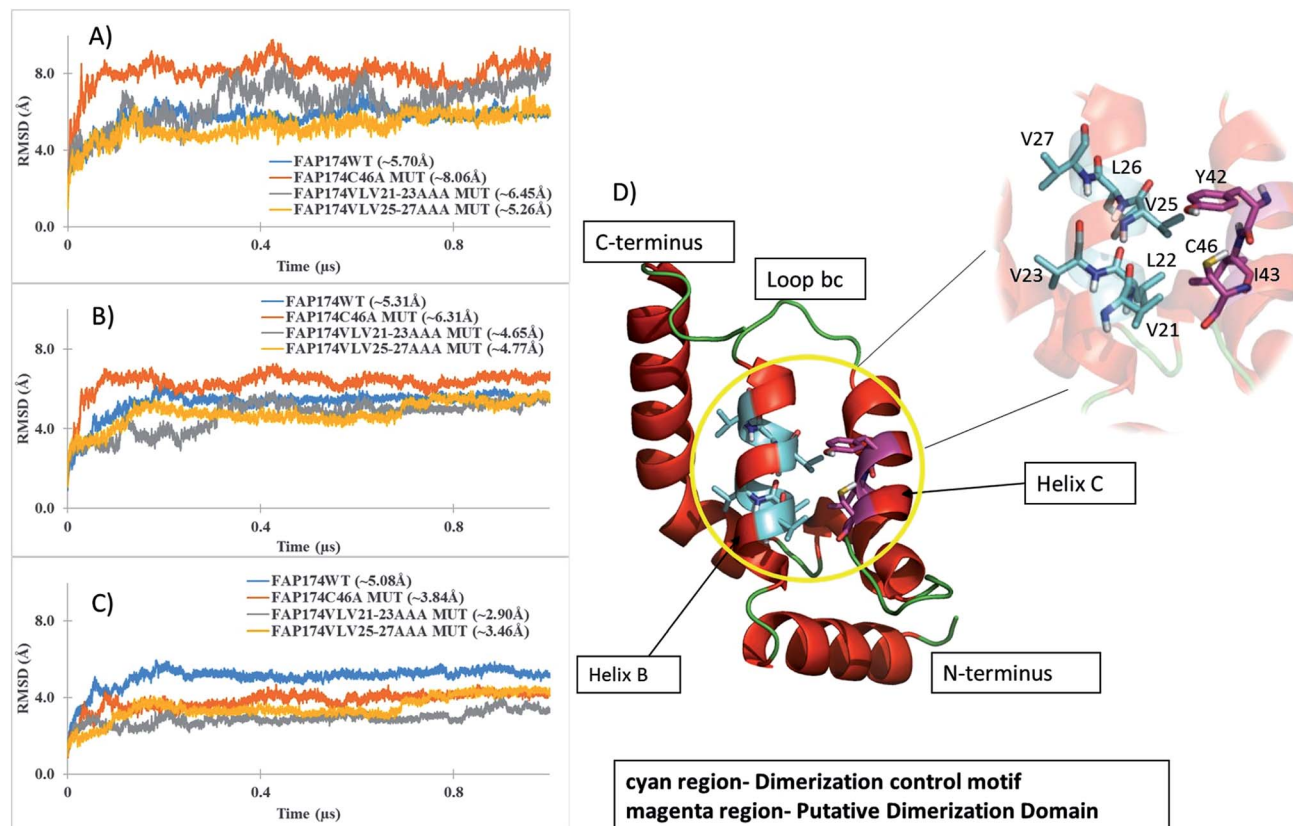 A)
RMSD (Å)
8.0
4.0
0.0
FAP174WT (~5.70Å)
FAP174C46A MUT (~8.06Å)
FAP174VLV21-23AAA MUT (~6.45Å)
FAP174VLV25-27AAA MUT (~5.26Å)
0
0.4
0.8
Time (µs)
B)
RMSD (Å)
8.0
4.0
0.0
FAP174WT (~5.31Å)
FAP174C46A MUT (~6.31Å)
FAP174VLV21-23AAA MUT (~4.65Å)
FAP174VLV25-27AAA MUT (~4.77Å)
0
0.4
0.8
Time (µs)
C)
RMSD (Å)
8.0
4.0
0.0
FAP174WT (~5.08Å)
FAP174C46A MUT (~3.84Å)
FAP174VLV21-23AAA MUT (~2.90Å)
FAP174VLV25-27AAA MUT (~3.46Å)
0
0.4
0.8
Time (µs)
D)
C-terminus
Loop bc
Helix C
Helix B
N-terminus
V27
L26
Y42
V25
C46
L22
V23
I43
V21
cyan region- Dimerization control motif
magenta region- Putative Dimerization Domain